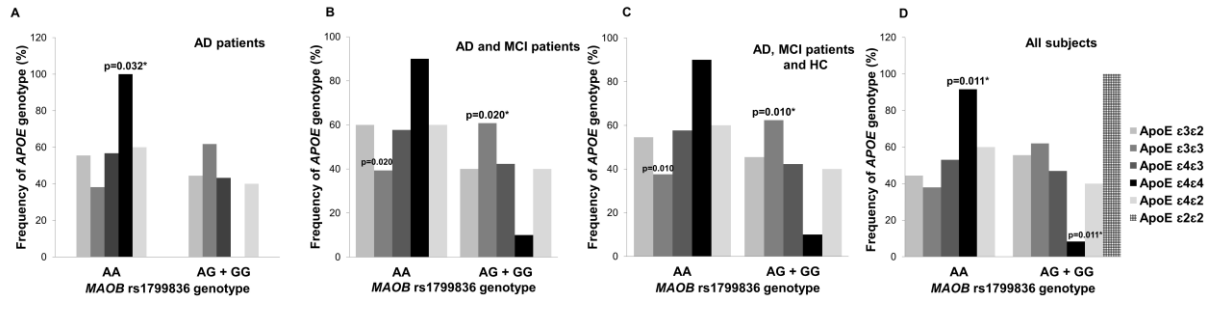 A
AD patients
Frequency of APOE genotype (%)
120
100
80
60
40
20
0
p=0.032*
AA
AG + GG
MAOB rs1799836 genotype
B
AD and MCI patients
Frequency of APOE genotype (%)
100
80
60
40
20
0
p=0.020
p=0.020*
AA
AG + GG
MAOB rs1799836 genotype
C
AD, MCI patients
and HC
Frequency of APOE genotype (%)
100
80
60
40
20
0
p=0.010
p=0.010*
AA
AG + GG
MAOB rs1799836 genotype
D
All subjects
Frequency of APOE genotype (%)
120
100
80
60
40
20
0
p=0.011*
p=0.011*
AA
AG + GG
MAOB rs1799836 genotype
ApoE ε3ε2
ApoE ε3ε3
ApoE ε4ε3
ApoE ε4ε4
ApoE ε4ε2
ApoE ε2ε2